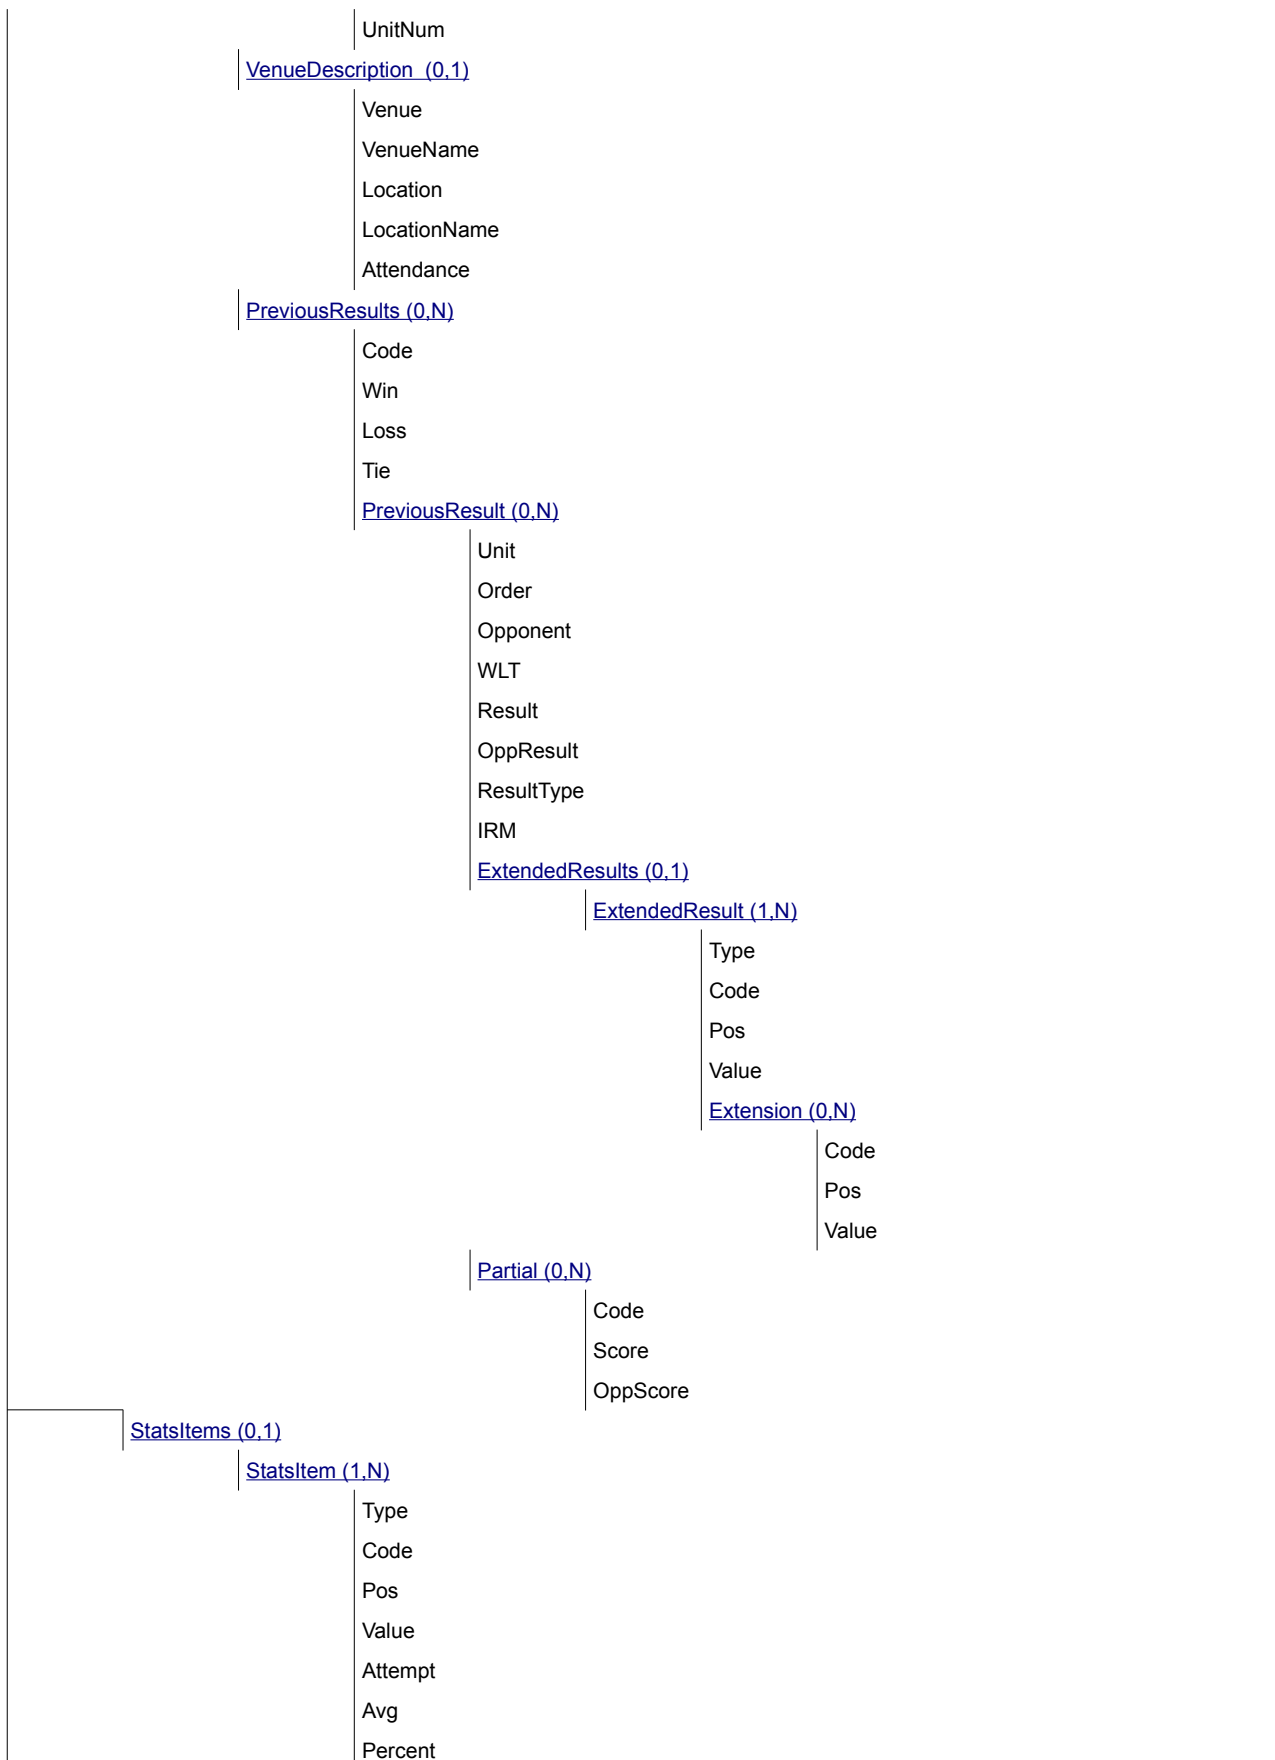 UnitNum
VenueDescription  (0,1)
Venue
VenueName
Location
LocationName
Attendance
PreviousResults (0,N)
Code
Win
Loss
Tie
PreviousResult (0,N)
Unit
Order
Opponent
WLT
Result
OppResult
ResultType
IRM
ExtendedResults (0,1)
ExtendedResult (1,N)
Type
Code
Pos
Value
Extension (0,N)
Code
Pos
Value
Partial (0,N)
Code
Score
OppScore
StatsItems (0,1)
StatsItem (1,N)
Type
Code
Pos
Value
Attempt
Avg
Percent